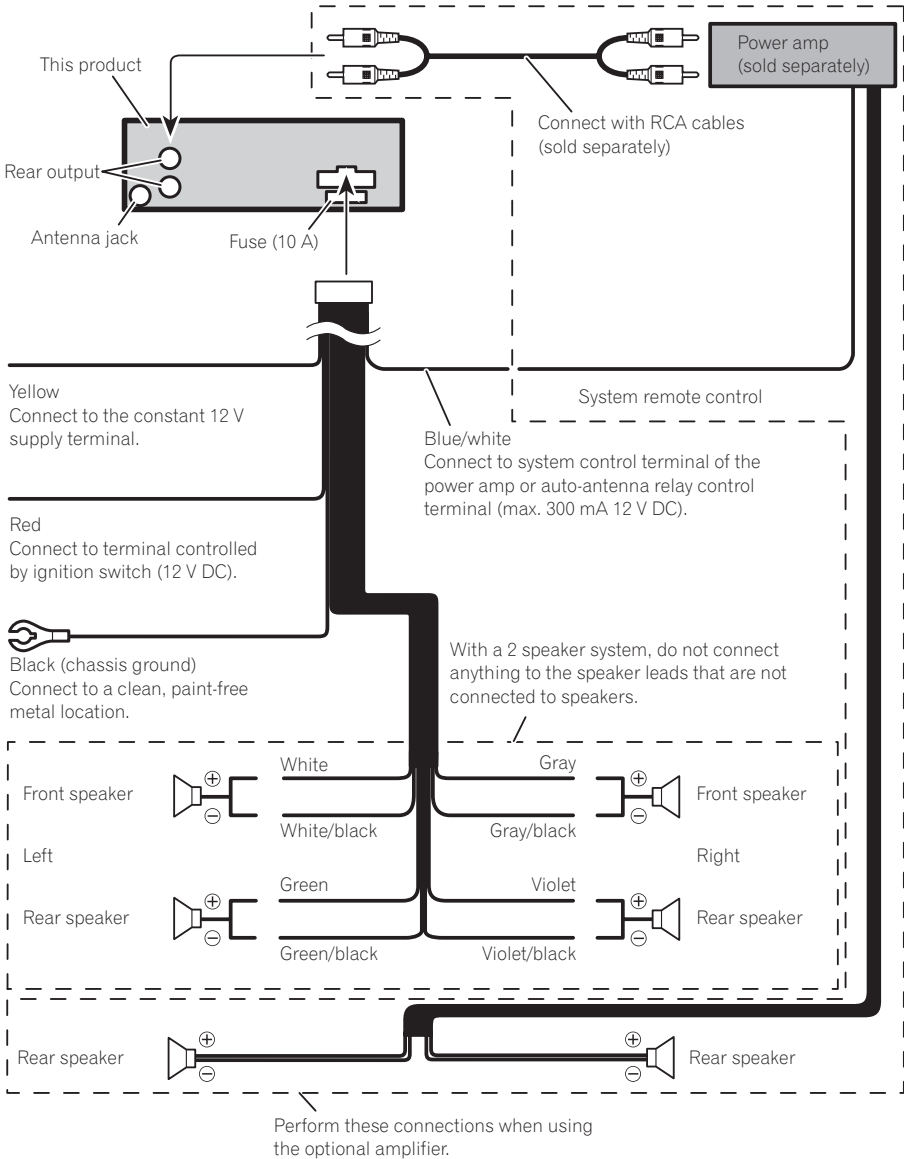 Power amp
(sold separately)
This product
Connect with RCA cables
(sold separately)
Rear output
Antenna jack
Fuse (10 A)
Yellow
Connect to the constant 12 V
supply terminal.
System remote control
Blue/white
Connect to system control terminal of the
power amp or auto-antenna relay control
terminal (max. 300 mA 12 V DC).
Red
Connect to terminal controlled
by ignition switch (12 V DC).
Black (chassis ground)
Connect to a clean, paint-free
metal location.
With a 2 speaker system, do not connect
anything to the speaker leads that are not
connected to speakers.
White
Gray
Front speaker
⊕
⊖
⊕
⊖
Front speaker
White/black
Gray/black
Left
Right
Green
Violet
Rear speaker
⊕
⊖
⊕
⊖
Rear speaker
Green/black
Violet/black
Rear speaker
⊕
⊖
⊕
⊖
Rear speaker
Perform these connections when using
the optional amplifier.